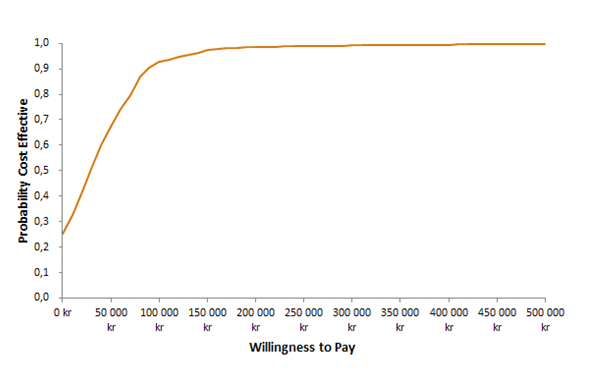 Probability Cost Effective
1,0
0,9
0,8
0,7
0,6
0,5
0,4
0,3
0,2
0,1
0,0
0 kr 50 000 100 000 150 000 200 000 250 000 300 000 350 000 400 000 450 000 500 000
kr kr kr kr kr kr kr kr kr kr
Willingness to Pay